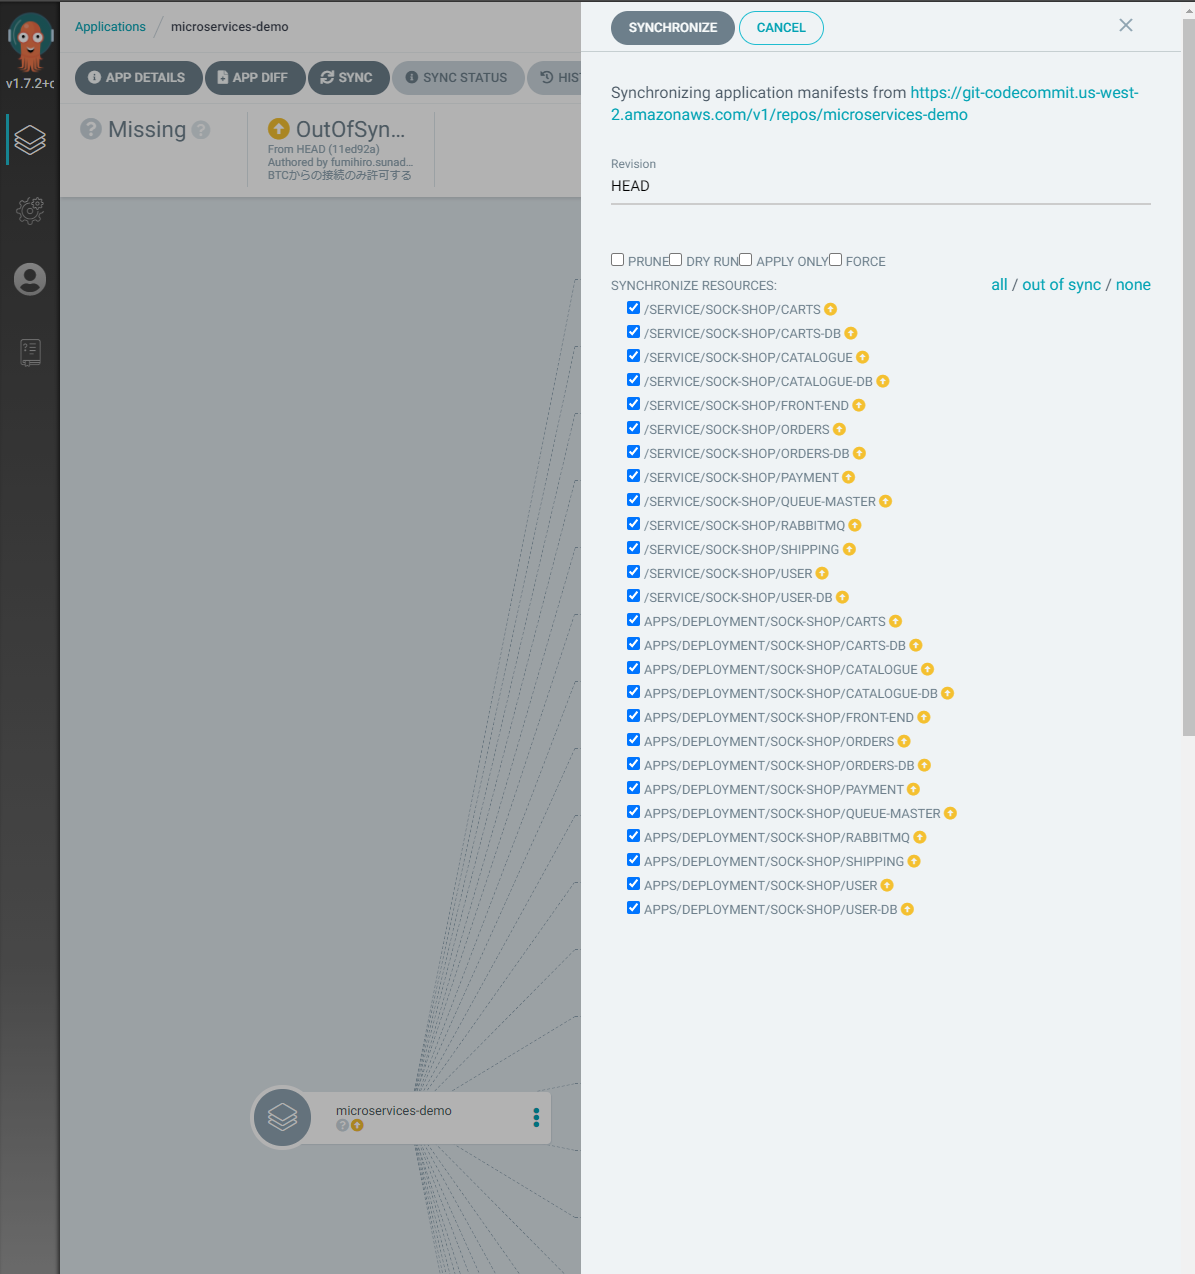 Applications / microservices-demo
SYNCHRONIZE CANCEL
v1.7.2+
APP DETAILS APP DIFF SYNC SYNC STATUS HIS
Missing
OutOfSyn...
From HEAD (11ed92a)
Authored by fumihiro.sunad...
BTCからの接続のみ許可する
Synchronizing application manifests from https://git-codecommit.us-west-
2.amazonaws.com/v1/repos/microservices-demo
Revision
HEAD
PRUNE DRY RUN APPLY ONLY FORCE
SYNCHRONIZE RESOURCES: all / out of sync / none
/SERVICE/SOCK-SHOP/CARTS
/SERVICE/SOCK-SHOP/CARTS-DB
/SERVICE/SOCK-SHOP/CATALOGUE
/SERVICE/SOCK-SHOP/CATALOGUE-DB
/SERVICE/SOCK-SHOP/FRONT-END
/SERVICE/SOCK-SHOP/ORDERS
/SERVICE/SOCK-SHOP/ORDERS-DB
/SERVICE/SOCK-SHOP/PAYMENT
/SERVICE/SOCK-SHOP/QUEUE-MASTER
/SERVICE/SOCK-SHOP/RABBITMQ
/SERVICE/SOCK-SHOP/SHIPPING
/SERVICE/SOCK-SHOP/USER
/SERVICE/SOCK-SHOP/USER-DB
APPS/DEPLOYMENT/SOCK-SHOP/CARTS
APPS/DEPLOYMENT/SOCK-SHOP/CARTS-DB
APPS/DEPLOYMENT/SOCK-SHOP/CATALOGUE
APPS/DEPLOYMENT/SOCK-SHOP/CATALOGUE-DB
APPS/DEPLOYMENT/SOCK-SHOP/FRONT-END
APPS/DEPLOYMENT/SOCK-SHOP/ORDERS
APPS/DEPLOYMENT/SOCK-SHOP/ORDERS-DB
APPS/DEPLOYMENT/SOCK-SHOP/PAYMENT
APPS/DEPLOYMENT/SOCK-SHOP/QUEUE-MASTER
APPS/DEPLOYMENT/SOCK-SHOP/RABBITMQ
APPS/DEPLOYMENT/SOCK-SHOP/SHIPPING
APPS/DEPLOYMENT/SOCK-SHOP/USER
APPS/DEPLOYMENT/SOCK-SHOP/USER-DB
microservices-demo